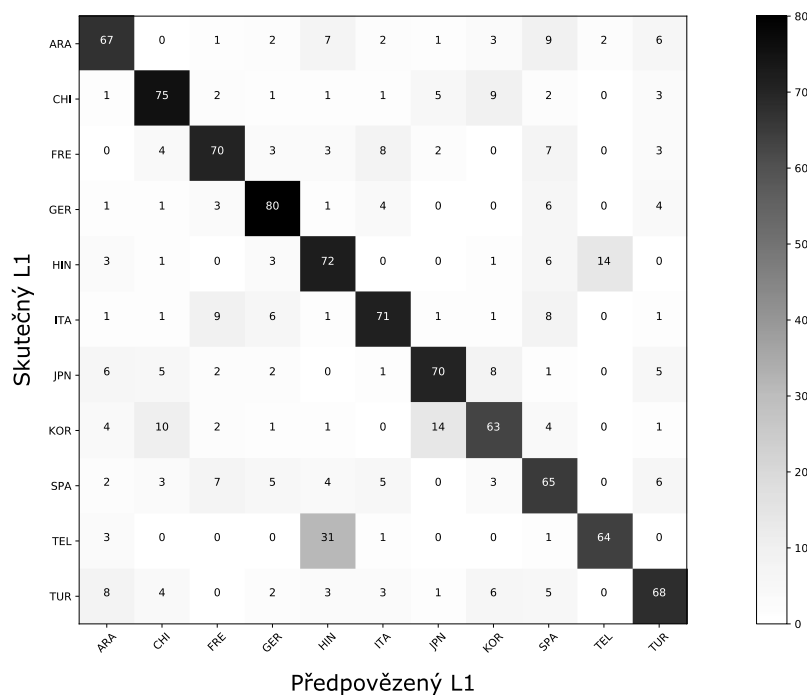 ARA 67 0 1 2 7 2 1 3 9 2 6
CHI 1 75 2 1 1 1 5 9 2 0 3
FRE 0 4 70 3 3 8 2 0 7 0 3
GER 1 1 3 80 1 4 0 0 6 0 4
HIN 3 1 0 3 72 0 0 1 6 14 0
ITA 1 1 9 6 1 71 1 1 8 0 1
JPN 6 5 2 2 0 1 70 8 1 0 5
KOR 4 10 2 1 1 0 14 63 4 0 1
SPA 2 3 7 5 4 5 0 3 65 0 6
TEL 3 0 0 0 31 1 0 0 1 64 0
TUR 8 4 0 2 3 3 1 6 5 0 68
ARA CHI FRE GER HIN ITA JPN KOR SPA TEL TUR
Skutečný L1
Předpovězený L1
80
70
60
50
40
30
20
10
0